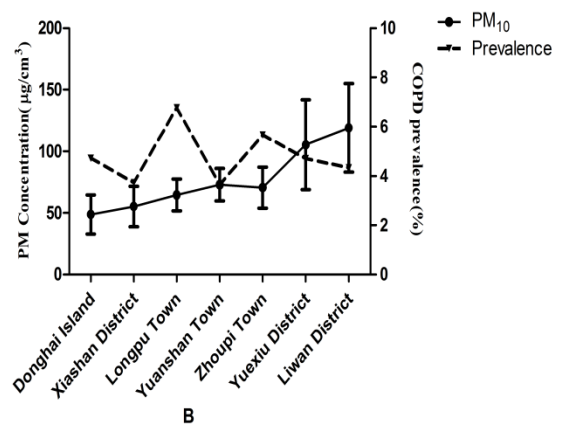 PM₁₀
Prevalence
200
150
100
50
0
PM Concentration( μg/cm³)
10
8
6
4
2
0
COPD prevalence(%)
Donghai Island
Xiashan District
Longpu Town
Yuanshan Town
Zhoupi Town
Yuexiu District
Liwan District
B